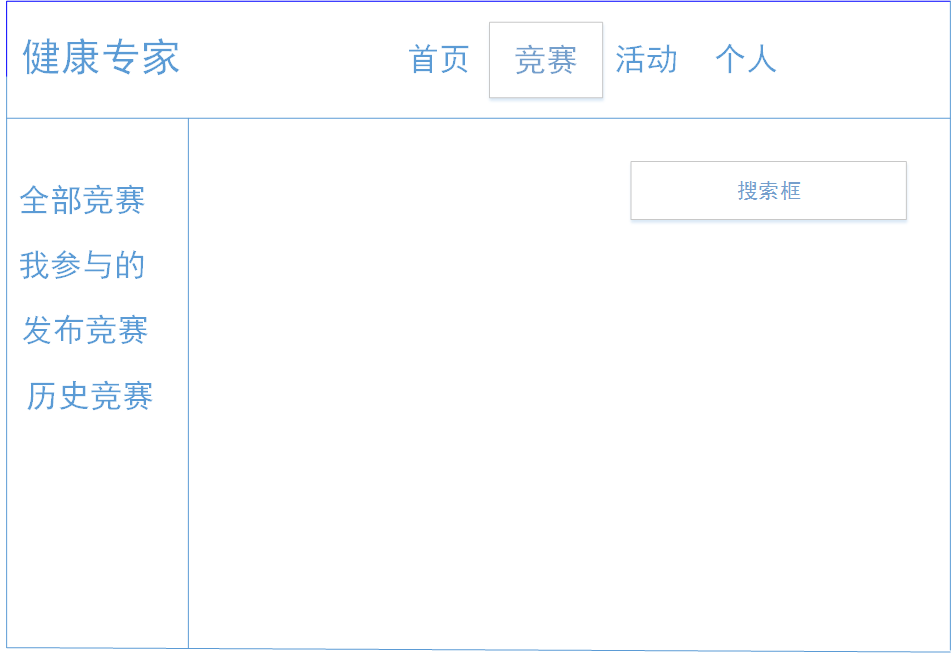 健康专家
首页 竞赛 活动 个人
搜索框
全部竞赛
我参与的
发布竞赛
历史竞赛